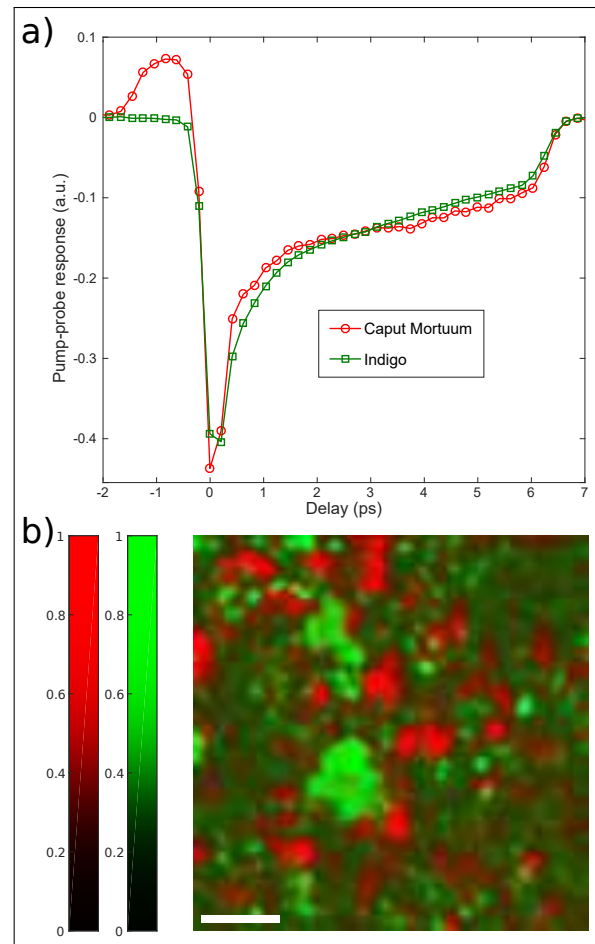 a)
0.1
0
-0.1
-0.2
-0.3
-0.4
Pump-probe response (a.u.)
Caput Mortuum
Indigo
-2 -1 0 1 2 3 4 5 6 7
Delay (ps)
b)
1 1
0.8 0.8
0.6 0.6
0.4 0.4
0.2 0.2
0 0